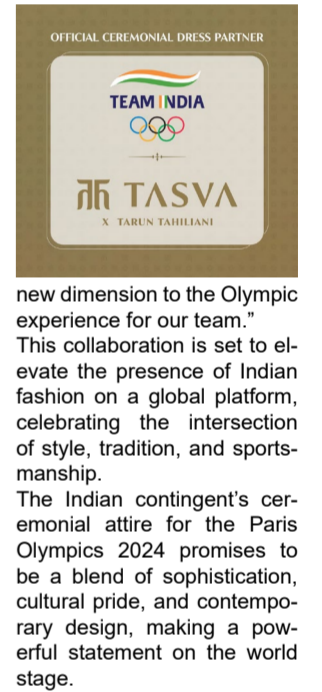 OFFICIAL CEREMONIAL DRESS PARTNER
TEAM INDIA
TASVA
X TARUN TAHILIANI
new dimension to the Olympic
experience for our team.”
This collaboration is set to el-
evate the presence of Indian
fashion on a global platform,
celebrating the intersection
of style, tradition, and sports-
manship.
The Indian contingent’s cer-
emonial attire for the Paris
Olympics 2024 promises to
be a blend of sophistication,
cultural pride, and contempo-
rary design, making a pow-
erful statement on the world
stage.